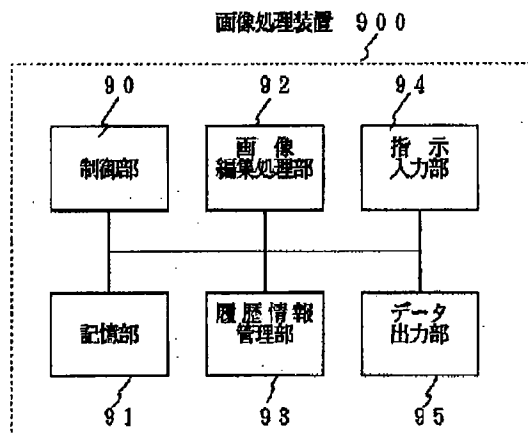 画像処理装置 900
90
92
94
制御部
画像
編集処理部
指示
入力部
記憶部
履歴情報
管理部
データ
出力部
91
93
95